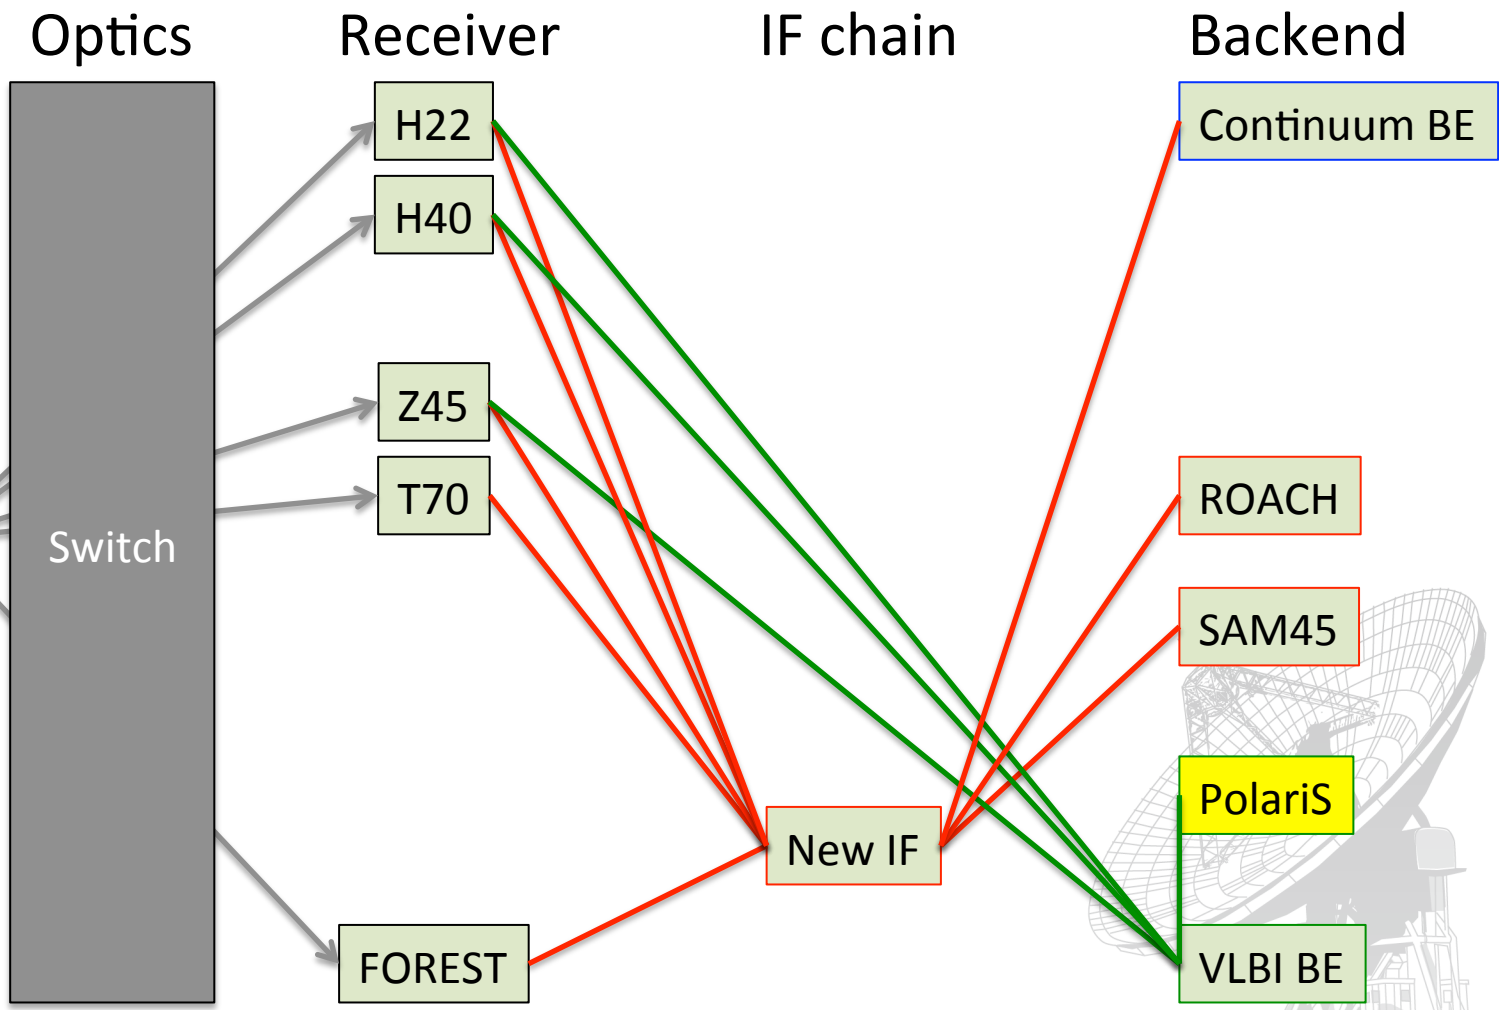 Optics
Receiver
IF chain
Backend
Switch
H22
H40
Z45
T70
FOREST
New IF
Continuum BE
ROACH
SAM45
PolariS
VLBI BE